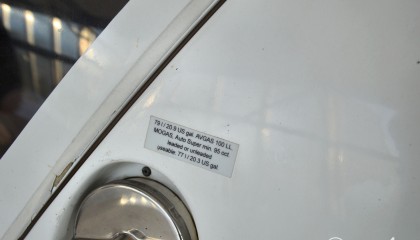 79 l / 20.9 US gal. AVGAS 100 LL
MOGAS, Auto Super min. 95 oct
leaded or unleaded
useable: 77 l / 20.3 US gal